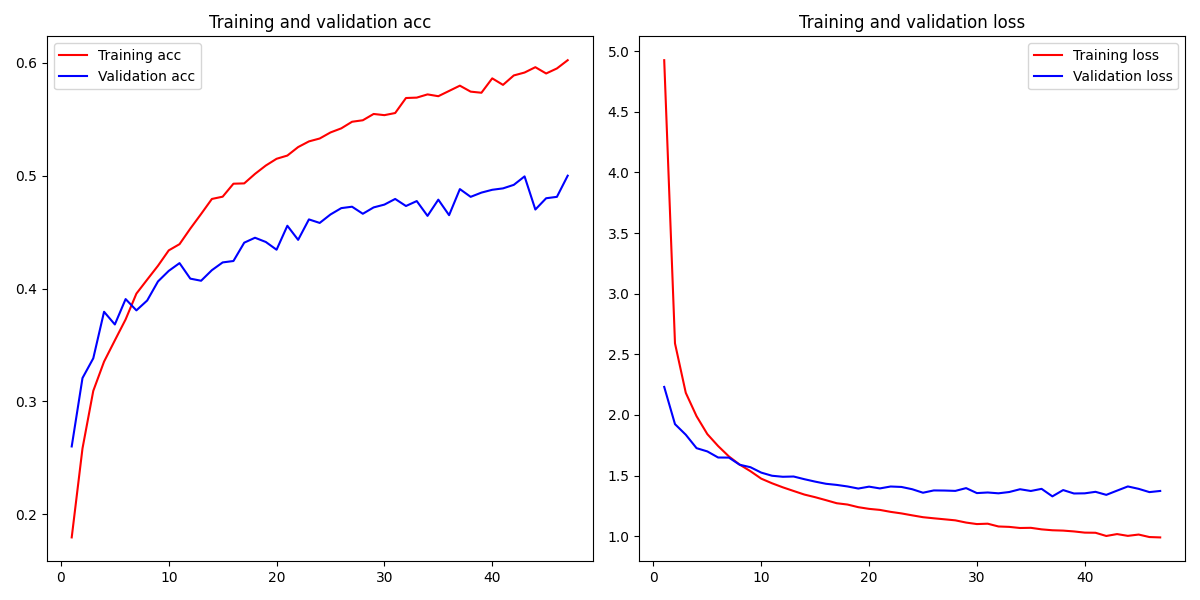 Training and validation acc
Training acc
Validation acc
0.6
0.5
0.4
0.3
0.2
0 10 20 30 40
Training and validation loss
Training loss
Validation loss
5.0
4.5
4.0
3.5
3.0
2.5
2.0
1.5
1.0
0 10 20 30 40